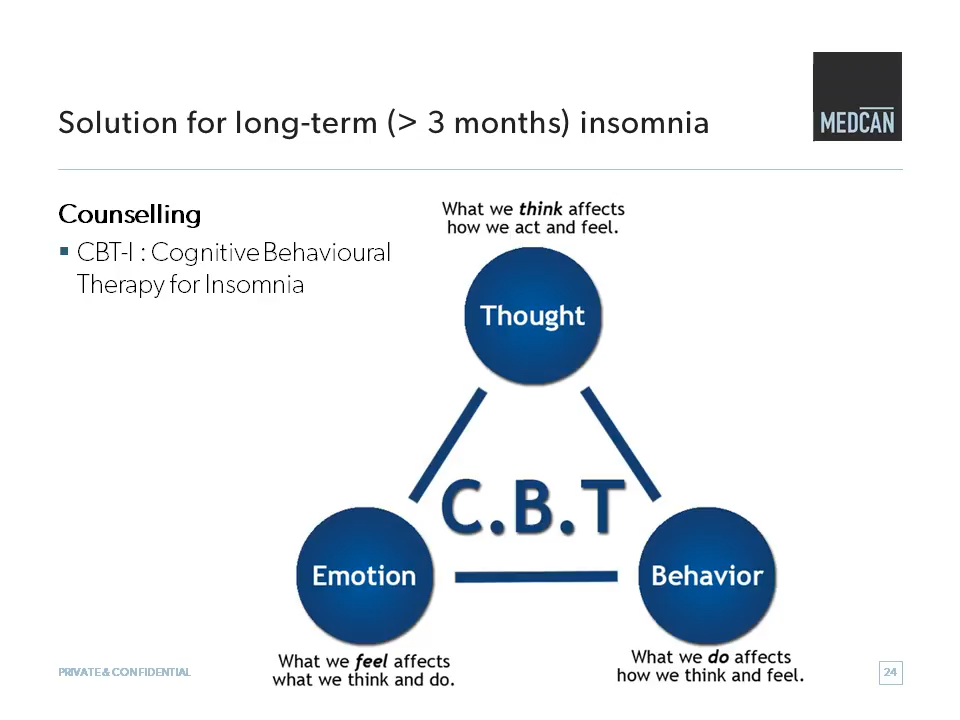 Solution for long-term (> 3 months) insomnia
MEDCAN
Counselling
▪ CBT-I : Cognitive Behavioural
Therapy for Insomnia
What we think affects
how we act and feel.
Thought
C.B.T
Emotion
Behavior
What we feel affects
what we think and do.
What we do affects
how we think and feel.
PRIVATE & CONFIDENTIAL
24